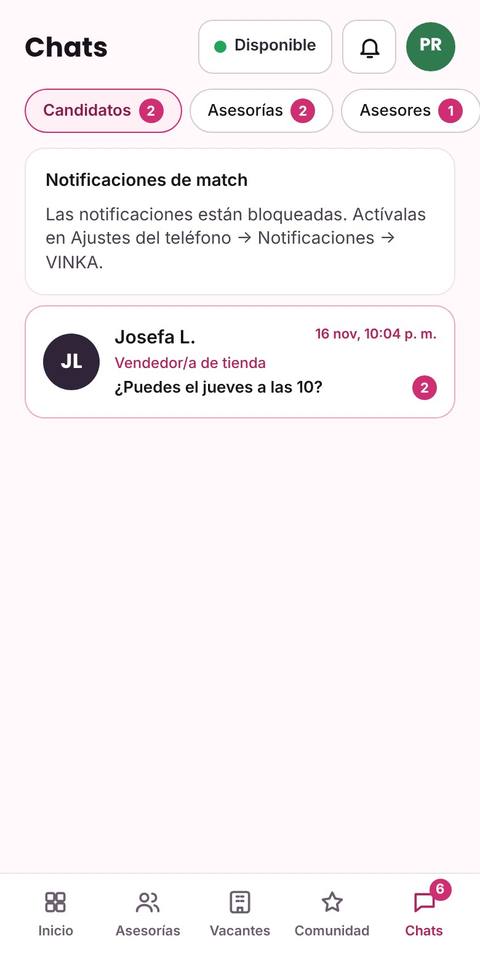 Chats
Disponible
PR
Candidatos 2
Asesorías 2
Asesores 1
Notificaciones de match
Las notificaciones están bloqueadas. Actívalas
en Ajustes del teléfono → Notificaciones →
VINKA.
JL
Josefa L.
16 nov, 10:04 p. m.
Vendedor/a de tienda
¿Puedes el jueves a las 10?
2
6
Inicio
Asesorías
Vacantes
Comunidad
Chats